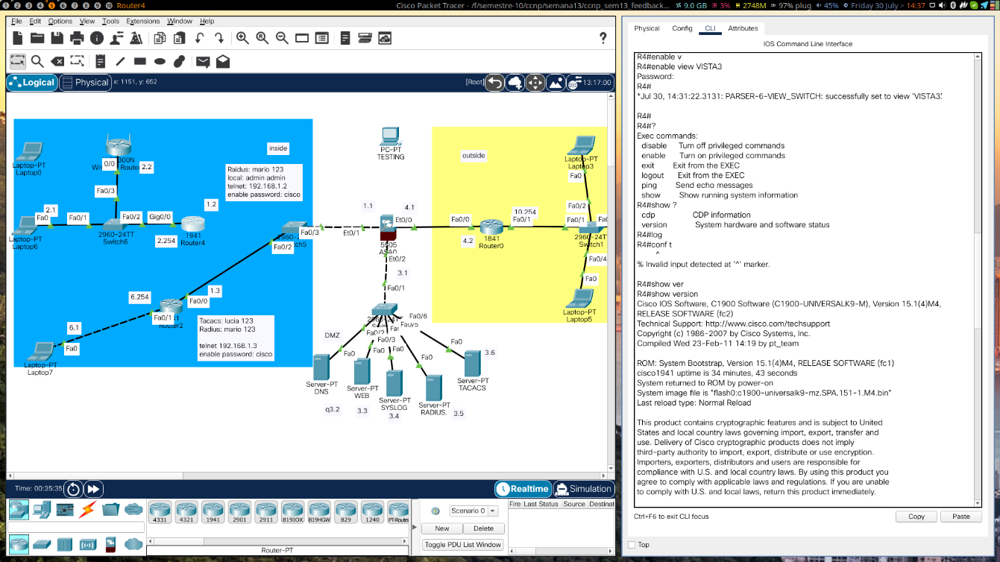 1 2 3 4 5 6 7 8 9 10 Router4
Cisco Packet Tracer - /f/semestre-10/ccnp/semana13/ccnp_sem13_feedback...
9.0 GB 3% 2748M 97% plug 45% Friday 30 July > 14:37
File Edit Options View Tools Extensions Window Help
?
Logical Physical x: 1151, y: 652
[Root] 13:17:00
inside
Laptop-PT
Laptop0
300N
Router
0/0
2.2
Raidus: mario 123
local: admin admin
telnet: 192.168.1.2
enable password: cisco
Fa0/3
1.2
2.1
Fa0
Fa0/1
Fa0/2
Gig0/0
Laptop-PT
Laptop6
2960-24TT
Switch6
2.254
1941
Router4
Fa0/2
Fa0/3
6.254
1.3
Fa0/0
Fa0/1
Router2
6.1
Fa0
Laptop-PT
Laptop7
Tacacs: lucia 123
Radius: mario 123
telnet 192.168.1.3
enable password: cisco
PC-PT
TESTING
1.1
4.1
Et0/1
Et0/0
5505
Et0/2
3.1
Fa0/1
outside
Fa0/0
10.254
Fa0/1
4.2
1841
Router0
Laptop-PT
Laptop3
Fa0
Fa0/2
Fa0/1
2960-24TT
Switch1
Fa0/4
Fa0
Laptop-PT
Laptop5
DMZ
Fa0/6
Fa0/5
Fa0/2
Fa0/3
Fa0
Fa0
Fa0
Fa0
Fa0
3.6
Server-PT
DNS
Server-PT
WEB
Server-PT
SYSLOG
Server-PT
RADIUS.
Server-PT
TACACS
q3.2
3.3
3.4
3.5
Time: 00:35:35
Realtime Simulation
4331 4321 1941 2901 2911 819IOX 819HGW 829 1240 PT-Router
Router-PT
Scenario 0
New Delete
Toggle PDU List Window
Fire Last Status Source Destinat
Physical Config CLI Attributes
IOS Command Line Interface
R4#enable v
R4#enable view VISTA3
Password:
R4#
*Jul 30, 14:31:22.3131: PARSER-6-VIEW_SWITCH: successfully set to view 'VISTA3'.
R4#
R4#?
Exec commands:
disable Turn off privileged commands
enable Turn on privileged commands
exit Exit from the EXEC
logout Exit from the EXEC
ping Send echo messages
show Show running system information
R4#show ?
cdp CDP information
version System hardware and software status
R4#log
R4#conf t
^
% Invalid input detected at '^' marker.
R4#show ver
R4#show version
Cisco IOS Software, C1900 Software (C1900-UNIVERSALK9-M), Version 15.1(4)M4,
RELEASE SOFTWARE (fc2)
Technical Support: http://www.cisco.com/techsupport
Copyright (c) 1986-2007 by Cisco Systems, Inc.
Compiled Wed 23-Feb-11 14:19 by pt_team
ROM: System Bootstrap, Version 15.1(4)M4, RELEASE SOFTWARE (fc1)
cisco1941 uptime is 34 minutes, 43 seconds
System returned to ROM by power-on
System image file is "flash0:c1900-universalk9-mz.SPA.151-1.M4.bin"
Last reload type: Normal Reload
This product contains cryptographic features and is subject to United
States and local country laws governing import, export, transfer and
use. Delivery of Cisco cryptographic products does not imply
third-party authority to import, export, distribute or use encryption.
Importers, exporters, distributors and users are responsible for
compliance with U.S. and local country laws. By using this product you
agree to comply with applicable laws and regulations. If you are unable
to comply with U.S. and local laws, return this product immediately.
Ctrl+F6 to exit CLI focus
Copy Paste
Top